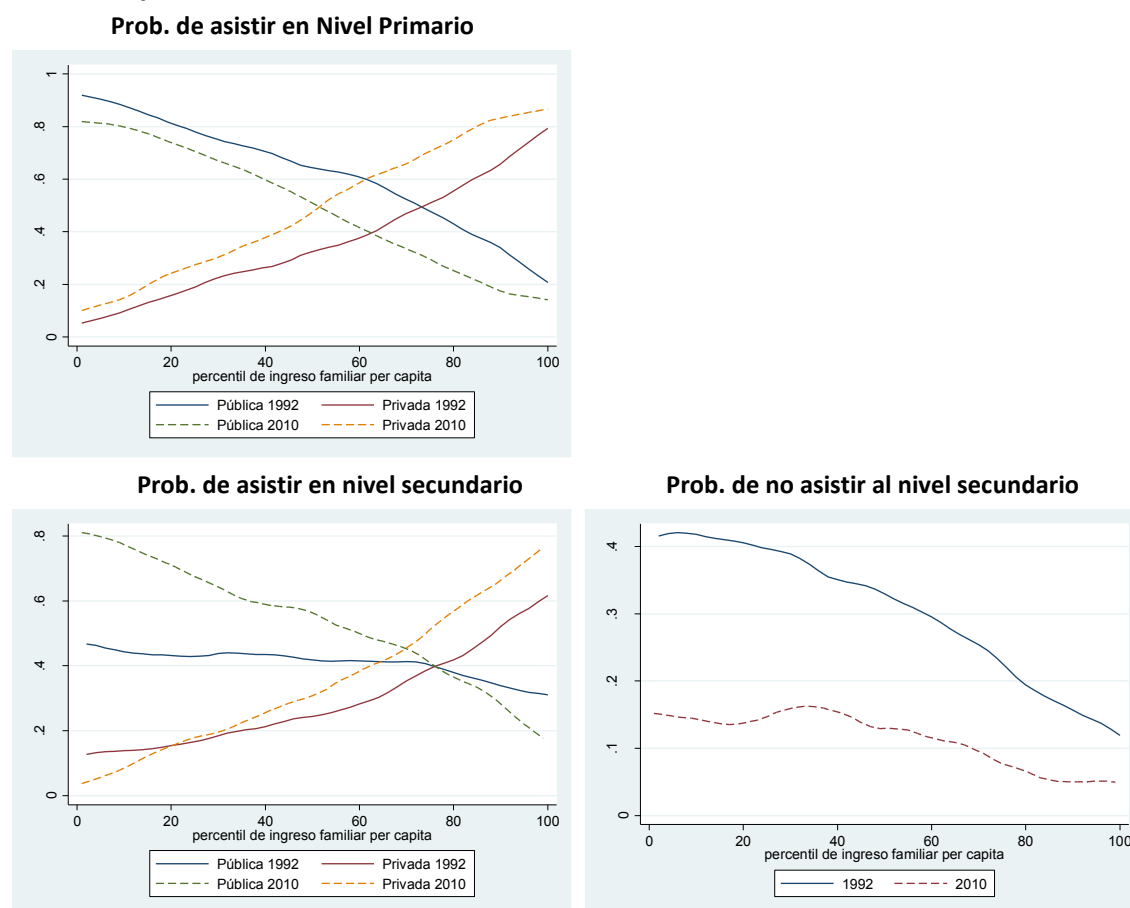 Prob. de asistir en Nivel Primario
1
.8
.6
.4
.2
0
0 20 40 60 80 100
percentil de ingreso familiar per capita
Pública 1992 Privada 1992
Pública 2010 Privada 2010
Prob. de asistir en nivel secundario
.8
.6
.4
.2
0
0 20 40 60 80 100
percentil de ingreso familiar per capita
Pública 1992 Privada 1992
Pública 2010 Privada 2010
Prob. de no asistir al nivel secundario
.4
.3
.2
.1
0
0 20 40 60 80 100
percentil de ingreso familiar per capita
1992 2010